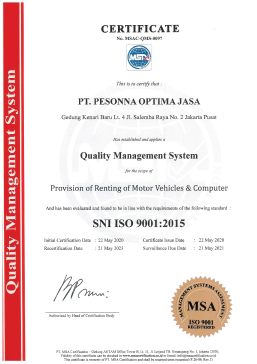 CERTIFICATE
No. MSAC-QMS-0097
MSA
This is to certify that :
PT. PESONNA OPTIMA JASA
Gedung Kenari Baru Lt. 4 Jl. Salemba Raya No. 2 Jakarta Pusat
Has established and applies a
Quality Management System
for the scope of
Provision of Renting of Motor Vehicles & Computer
And has been evaluated and found to be in line with the requirements of the following standard :
SNI ISO 9001:2015
Initial Certification Date : 22 May 2020 Certificate Issue Date : 22 May 2020
Recertification Date : 21 May 2023 Surveillance Due Date : 21 May 2021
Authorized by Head of Certification Body
MANAGEMENT SYSTEMS ASSESSMENT
MSA
ISO 9001
REGISTERED
Quality Management System